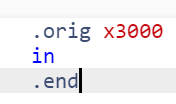 .orig x3000
in
.end